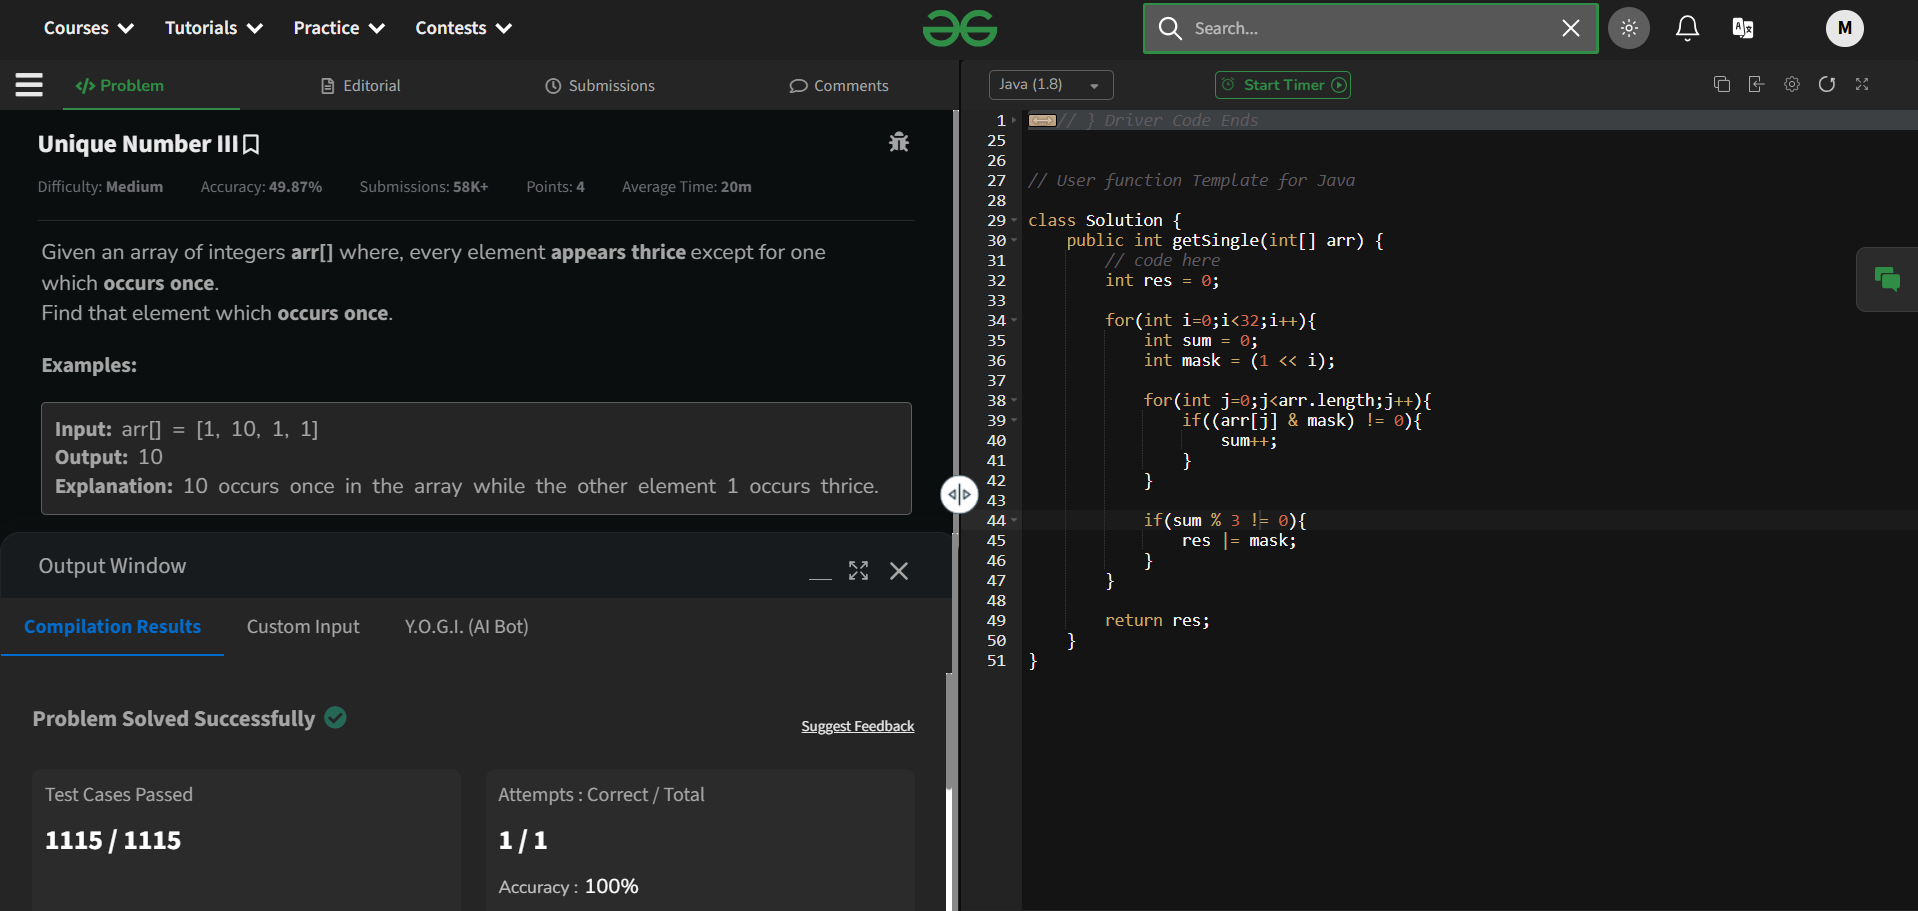 Courses Tutorials Practice Contests Search... M
Problem Editorial Submissions Comments
Unique Number III
Difficulty: Medium Accuracy: 49.87% Submissions: 58K+ Points: 4 Average Time: 20m
Given an array of integers arr[] where, every element appears thrice except for one
which occurs once.
Find that element which occurs once.
Examples:
Input: arr[] = [1, 10, 1, 1]
Output: 10
Explanation: 10 occurs once in the array while the other element 1 occurs thrice.
Output Window
Compilation Results Custom Input Y.O.G.I. (AI Bot)
Problem Solved Successfully
Suggest Feedback
Test Cases Passed
1115 / 1115
Attempts : Correct / Total
1 / 1
Accuracy : 100%
Java (1.8) Start Timer
1 // } Driver Code Ends
25
26
27 // User function Template for Java
28
29 class Solution {
30 public int getSingle(int[] arr) {
31 // code here
32 int res = 0;
33
34 for(int i=0;i<32;i++){
35 int sum = 0;
36 int mask = (1 << i);
37
38 for(int j=0;j<arr.length;j++){
39 if((arr[j] & mask) != 0){
40 sum++;
41 }
42 }
43
44 if(sum % 3 != 0){
45 res |= mask;
46 }
47 }
48
49 return res;
50 }
51 }